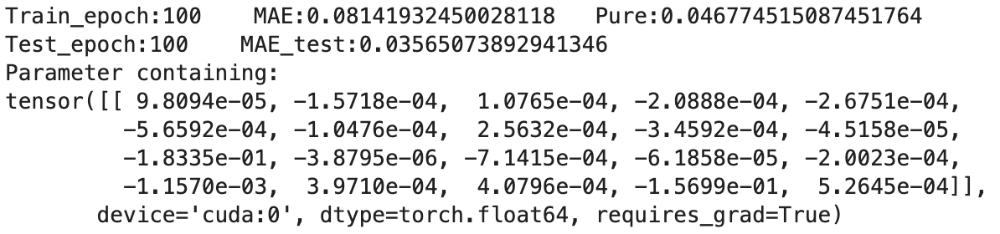 Train_epoch:100    MAE:0.08141932450028118   Pure:0.046774515087451764
Test_epoch:100    MAE_test:0.03565073892941346
Parameter containing:
tensor([[ 9.8094e-05, -1.5718e-04,  1.0765e-04, -2.0888e-04, -2.6751e-04,
         -5.6592e-04, -1.0476e-04,  2.5632e-04, -3.4592e-04, -4.5158e-05,
         -1.8335e-01, -3.8795e-06, -7.1415e-04, -6.1858e-05, -2.0023e-04,
         -1.1570e-03,  3.9710e-04,  4.0796e-04, -1.5699e-01,  5.2645e-04]],
       device='cuda:0', dtype=torch.float64, requires_grad=True)